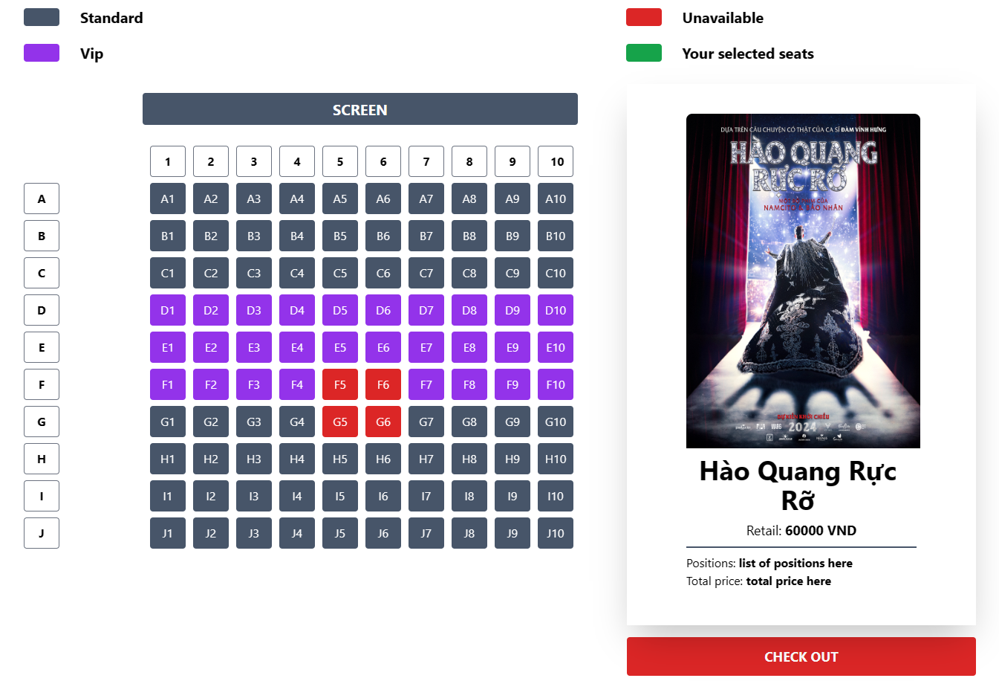 Standard
Vip
Unavailable
Your selected seats
SCREEN
1 2 3 4 5 6 7 8 9 10
A A1 A2 A3 A4 A5 A6 A7 A8 A9 A10
B B1 B2 B3 B4 B5 B6 B7 B8 B9 B10
C C1 C2 C3 C4 C5 C6 C7 C8 C9 C10
D D1 D2 D3 D4 D5 D6 D7 D8 D9 D10
E E1 E2 E3 E4 E5 E6 E7 E8 E9 E10
F F1 F2 F3 F4 F5 F6 F7 F8 F9 F10
G G1 G2 G3 G4 G5 G6 G7 G8 G9 G10
H H1 H2 H3 H4 H5 H6 H7 H8 H9 H10
I I1 I2 I3 I4 I5 I6 I7 I8 I9 I10
J J1 J2 J3 J4 J5 J6 J7 J8 J9 J10
DỰA TRÊN CÂU CHUYỆN CÓ THẬT CỦA CA SĨ ĐÀM VĨNH HƯNG
HÀO QUANG
RỰC RỠ
NAMCITO & BẢO NHÂN
DỰ KIẾN KHỞI CHIẾU
2024
Hào Quang Rực
Rỡ
Retail: 60000 VND
Positions: list of positions here
Total price: total price here
CHECK OUT